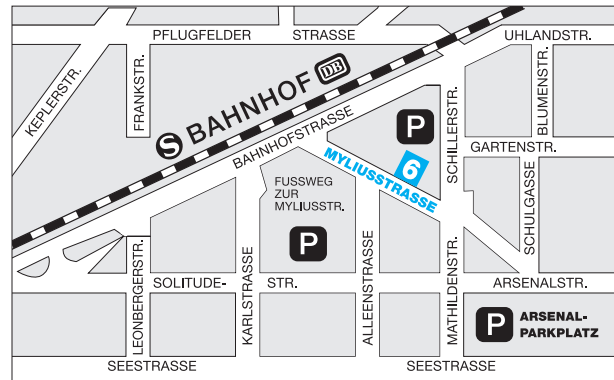 PFLUGFELDER STRASSE
UHLANDSTR.
KEPLERSTR.
FRANKSTR.
S BAHNHOF DB
BAHNHOFSTRASSE
P
SCHILLERSTR.
BLUMENSTR.
GARTENSTR.
6
MYLIUSSTRASSE
FUSSWEG
ZUR
MYLIUSSTR.
P
SCHULGASSE
LEONBERGERSTR.
SOLITUDE- STR.
KARLSTRASSE
ALLEENSTRASSE
MATHILDENSTR.
ARSENALSTR.
P ARSENAL-
PARKPLATZ
SEESTRASSE
SEESTRASSE